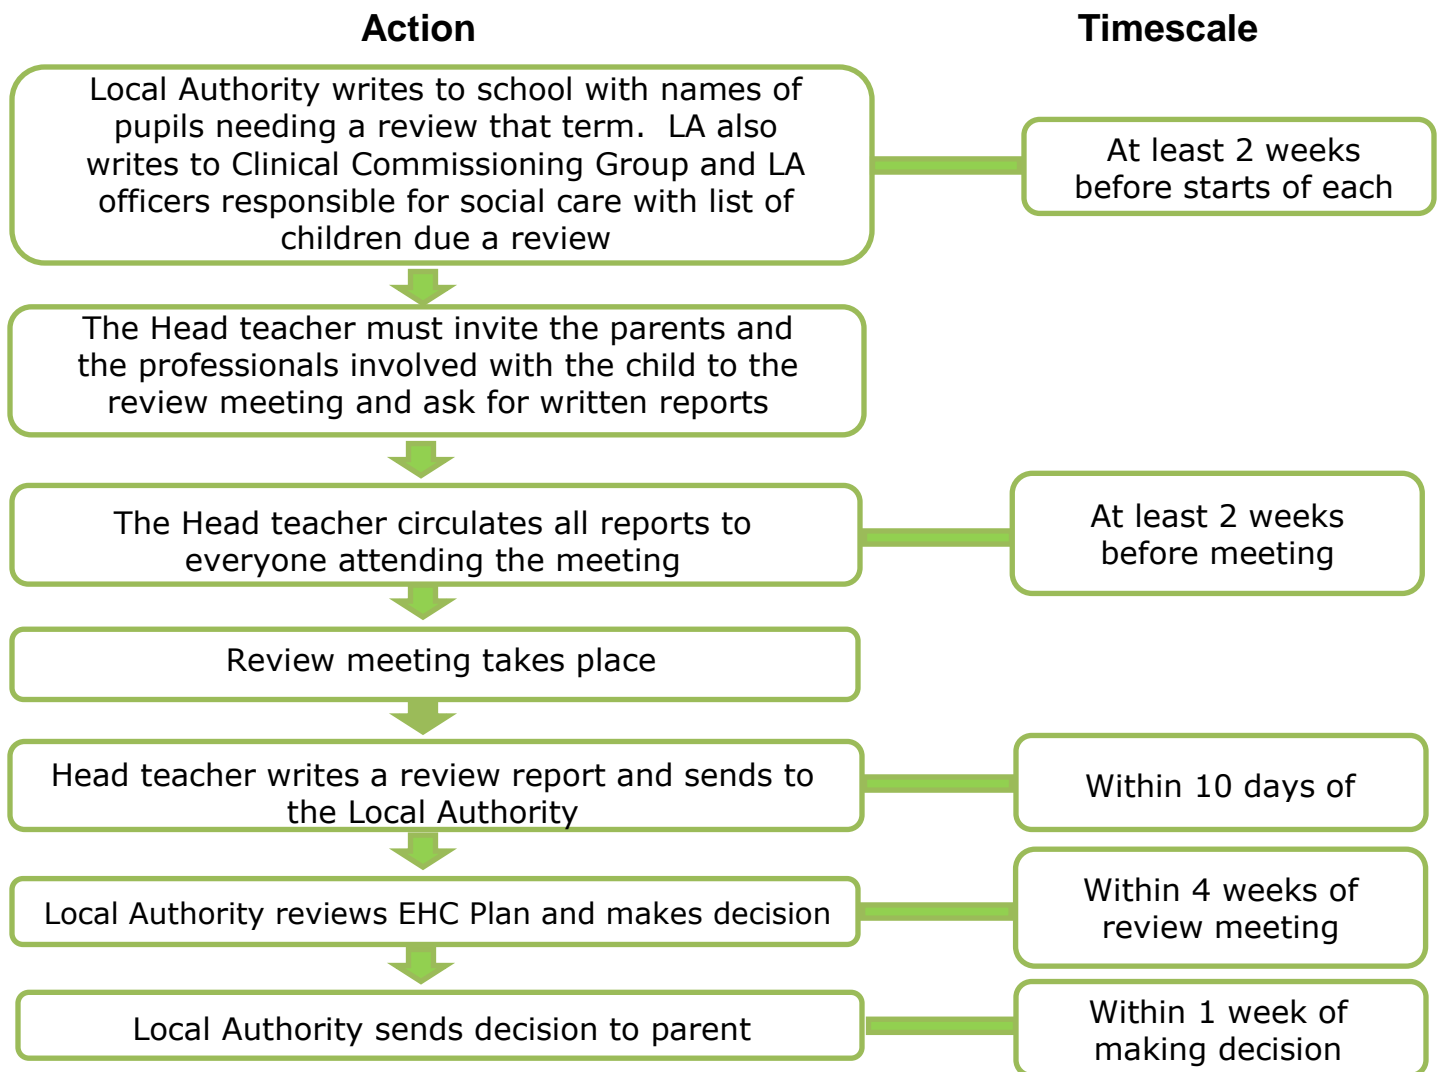 Action
Timescale
Local Authority writes to school with names of
pupils needing a review that term.  LA also
writes to Clinical Commissioning Group and LA
officers responsible for social care with list of
children due a review
At least 2 weeks
before starts of each
The Head teacher must invite the parents and
the professionals involved with the child to the
review meeting and ask for written reports
The Head teacher circulates all reports to
everyone attending the meeting
At least 2 weeks
before meeting
Review meeting takes place
Head teacher writes a review report and sends to
the Local Authority
Within 10 days of
Local Authority reviews EHC Plan and makes decision
Within 4 weeks of
review meeting
Local Authority sends decision to parent
Within 1 week of
making decision